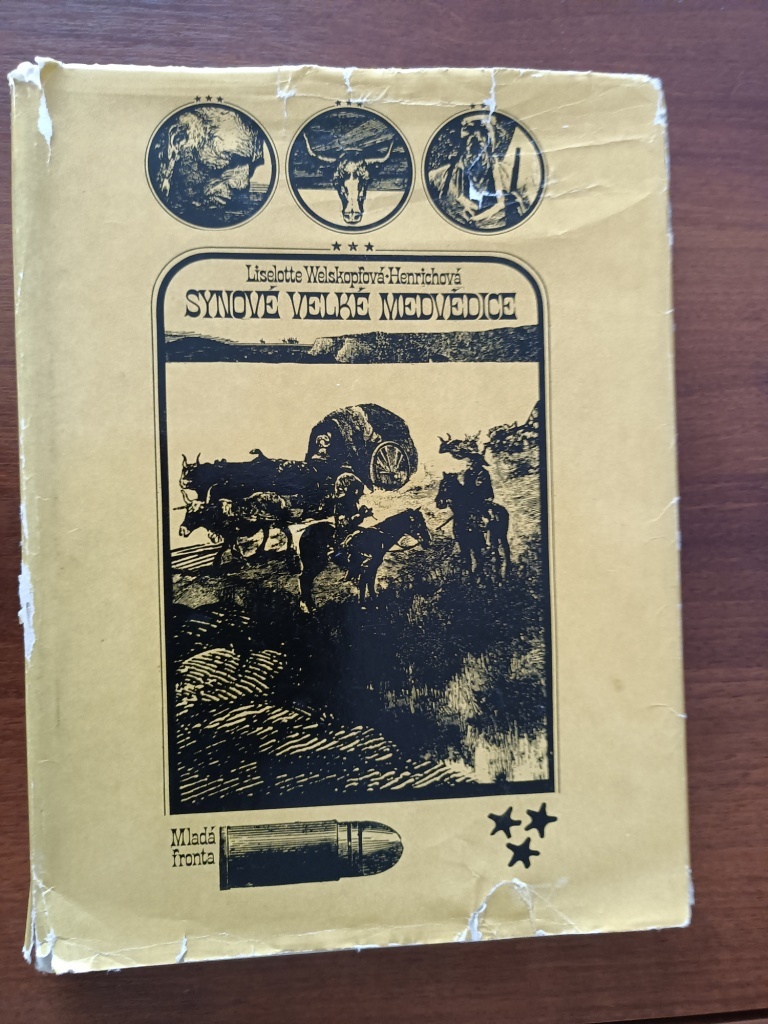 Liselotte Welskopfová-Henrichová
SYNOVÉ VELKÉ MEDVĚDICE
Mladá
fronta